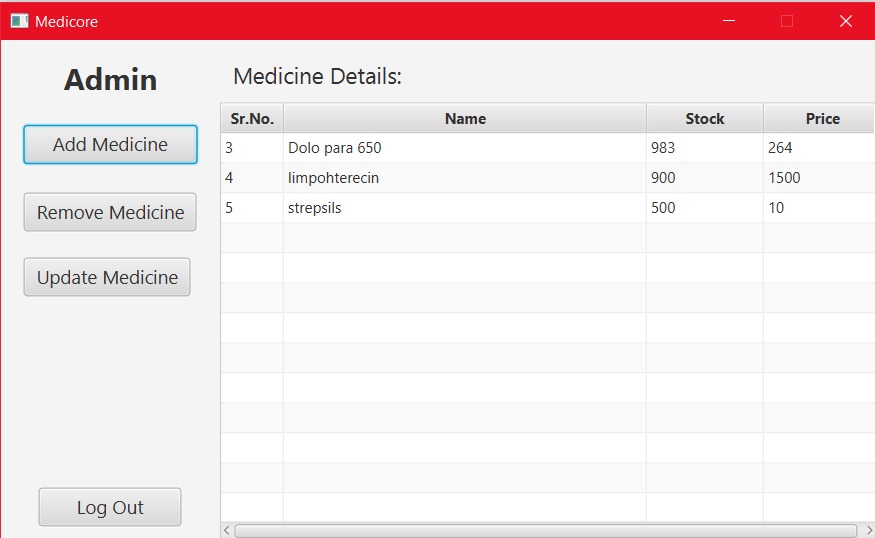 Medicore
Admin
Medicine Details:
Add Medicine
Remove Medicine
Update Medicine
Log Out
Sr.No. Name Stock Price
3 Dolo para 650 983 264
4 limpohterecin 900 1500
5 strepsils 500 10